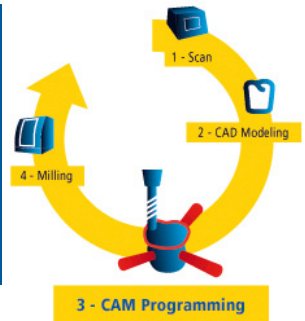 1 - Scan
2 - CAD Modeling
4 - Milling
3 - CAM Programming